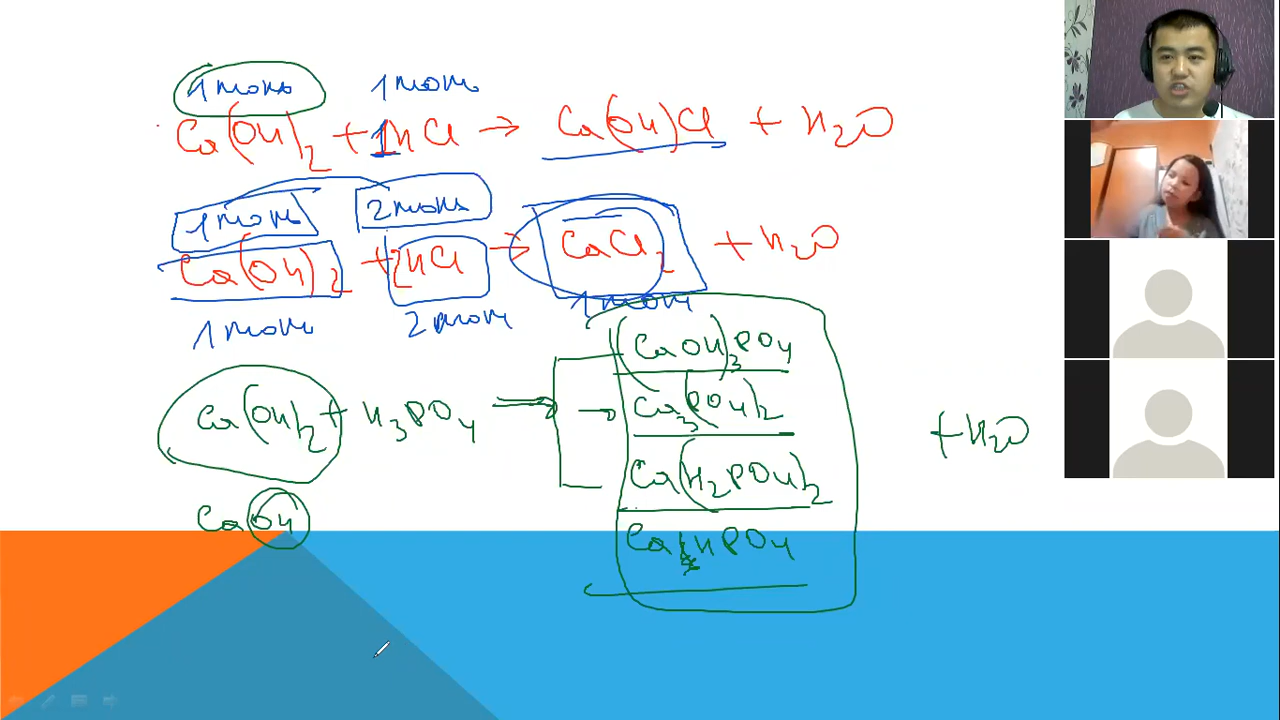 1 моль 1 моль
Ca(OH)2 + 1HCl → Ca(OH)Cl + H2O
1 моль 2 моль
Ca(OH)2 + 2HCl → CaCl2 + H2O
1 моль 2 моль 1 моль
(CaOH)3PO4
Ca(OH)2 + H3PO4 → Ca3(PO4)2 + H2O
Ca(H2PO4)2
CaOH CaHPO4